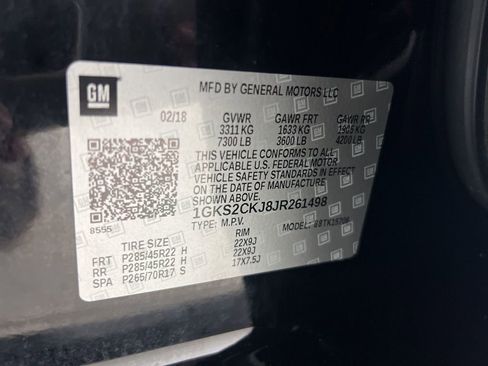 GM
MFD BY GENERAL MOTORS LLC
02/18 GVWR GAWR FRT GAWR RR
3311 KG 1633 KG 1905 KG
7300 LB 3600 LB 4200 LB
THIS VEHICLE CONFORMS TO ALL
APPLICABLE U.S. FEDERAL MOTOR
VEHICLE SAFETY STANDARDS IN EFFECT
ON THE DATE OF MANUFACTURE
1GKS2CKJ8JR261498
TYPE: M.P.V. MODEL:
8555
TIRE SIZE RIM
FRT P285/45R22 H 22X9J
RR P285/45R22 H 22X9J
SPA P265/70R17 S 17X7.5J